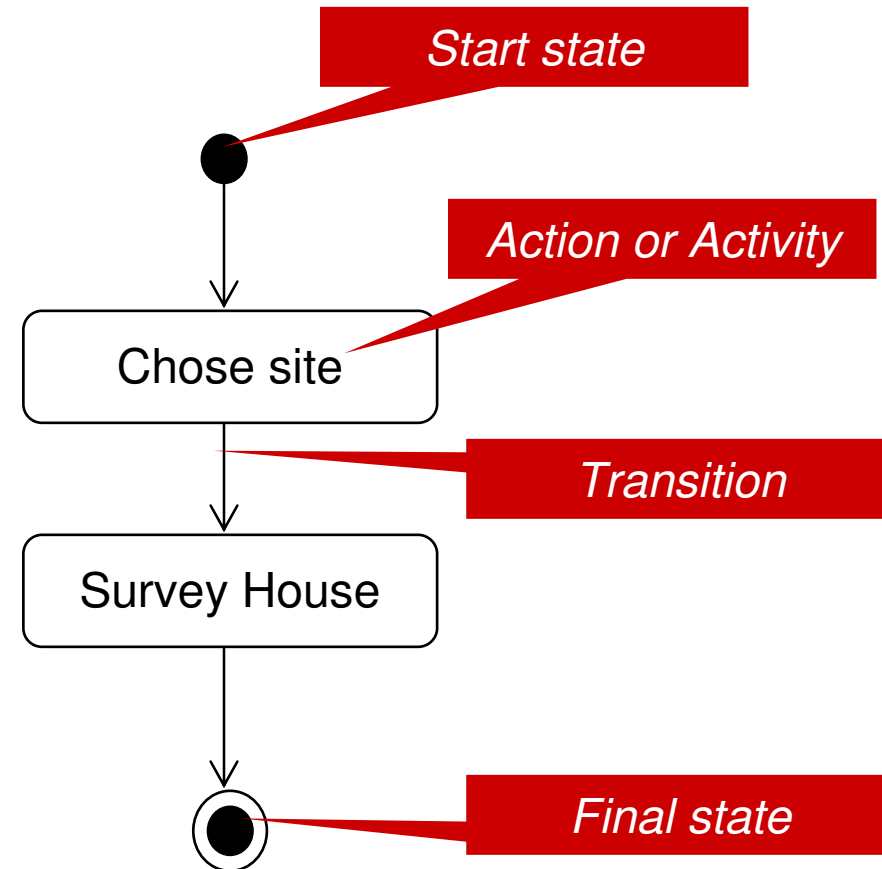 Start state
Action or Activity
Chose site
Transition
Survey House
Final state